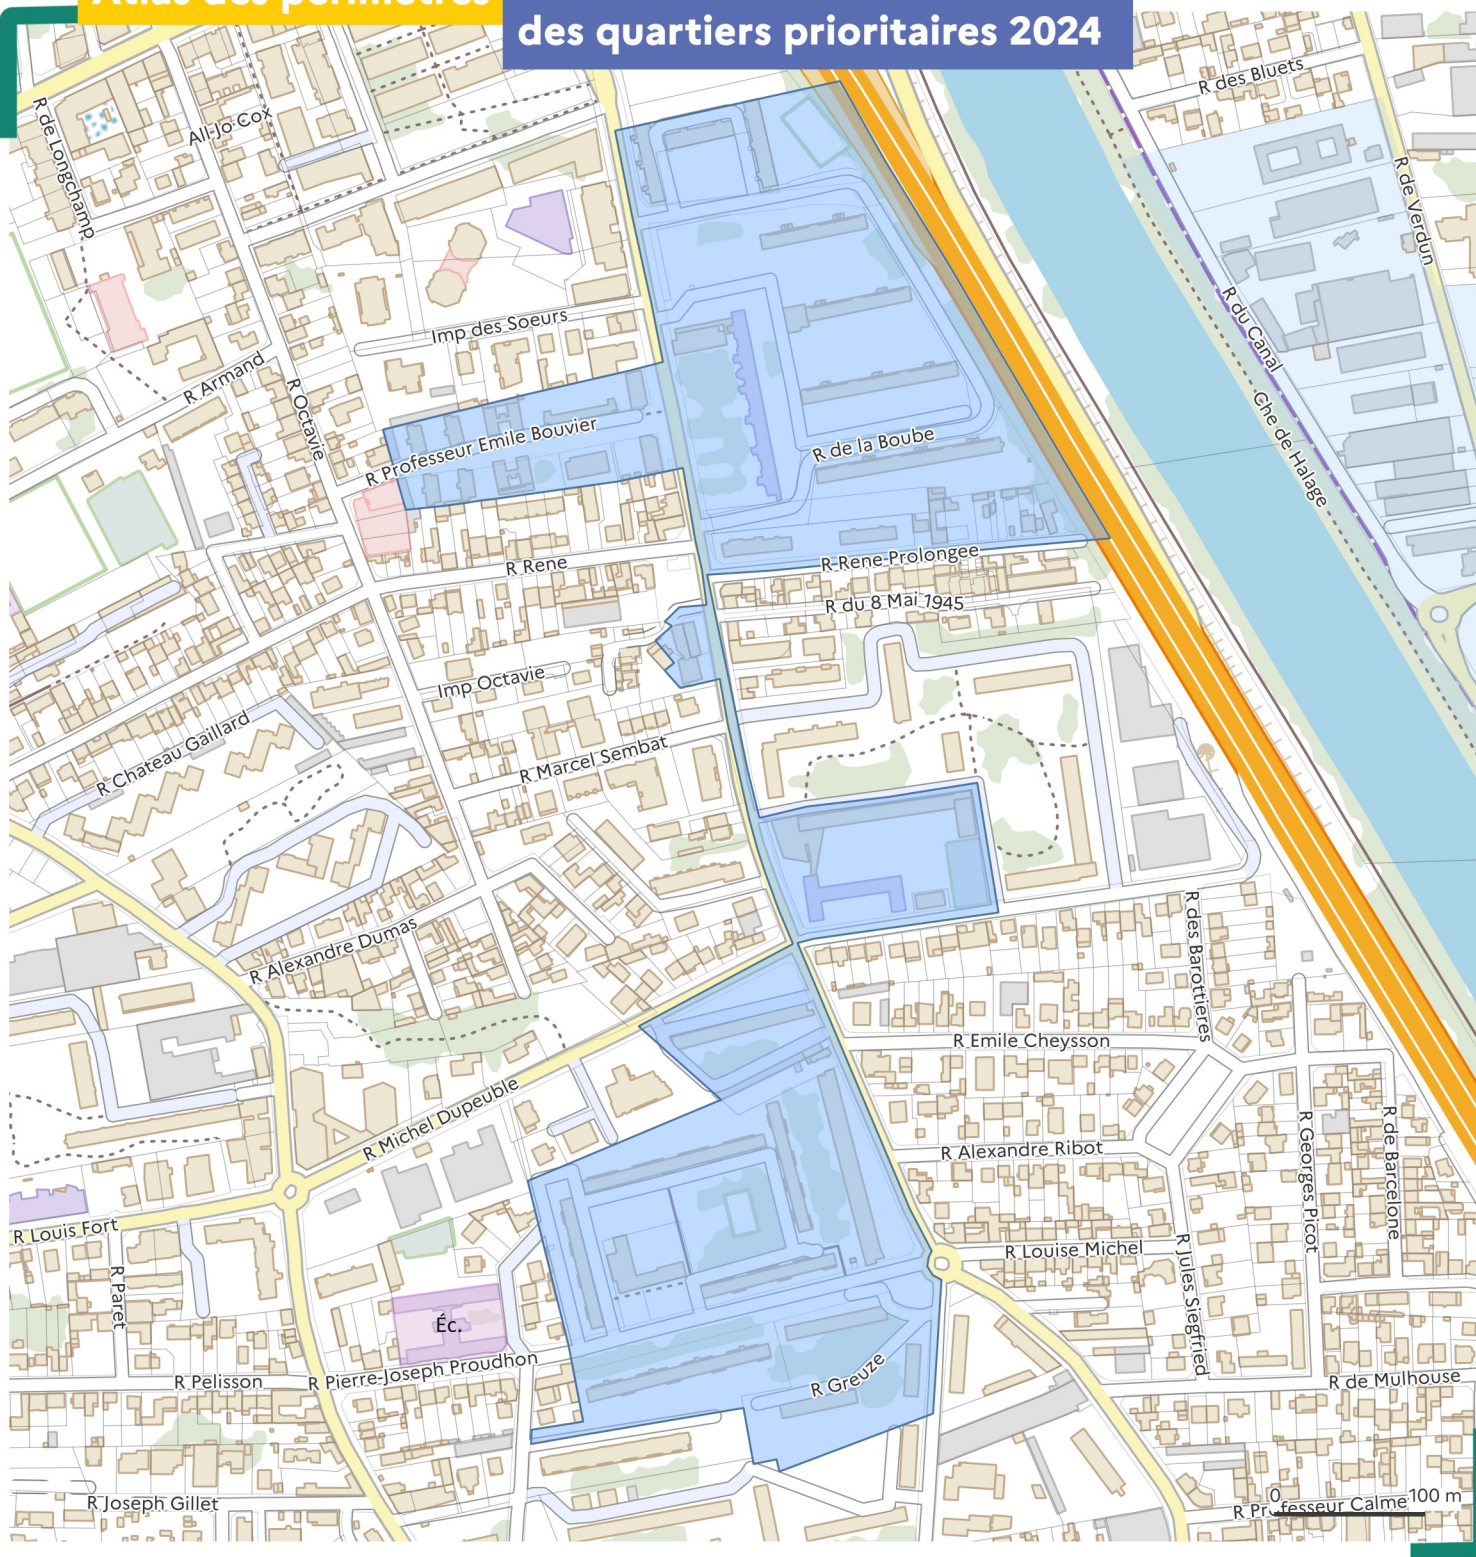 Atlas des périmètres
des quartiers prioritaires 2024
R des Bluets
R de Longchamp
All Jo Cox
R de Verdun
Imp des Soeurs
R du Canal
R Armand
R Octavie
R Professeur Emile Bouvier
R de la Boube
Che de Halage
R Rene
R Rene Prolongee
R du 8 Mai 1945
Imp Octavie
R Chateau Gaillard
R Marcel Sembat
R Alexandre Dumas
R des Barottieres
R Emile Cheysson
R Michel Dupeuble
R Alexandre Ribot
R Georges Picot
R de Barcelone
R Louis Fort
R Louise Michel
R Jules Siegfried
R Paret
Éc.
R Pelisson
R Pierre-Joseph Proudhon
R Greuze
R de Mulhouse
R Joseph Gillet
0 100 m
R Professeur Calme